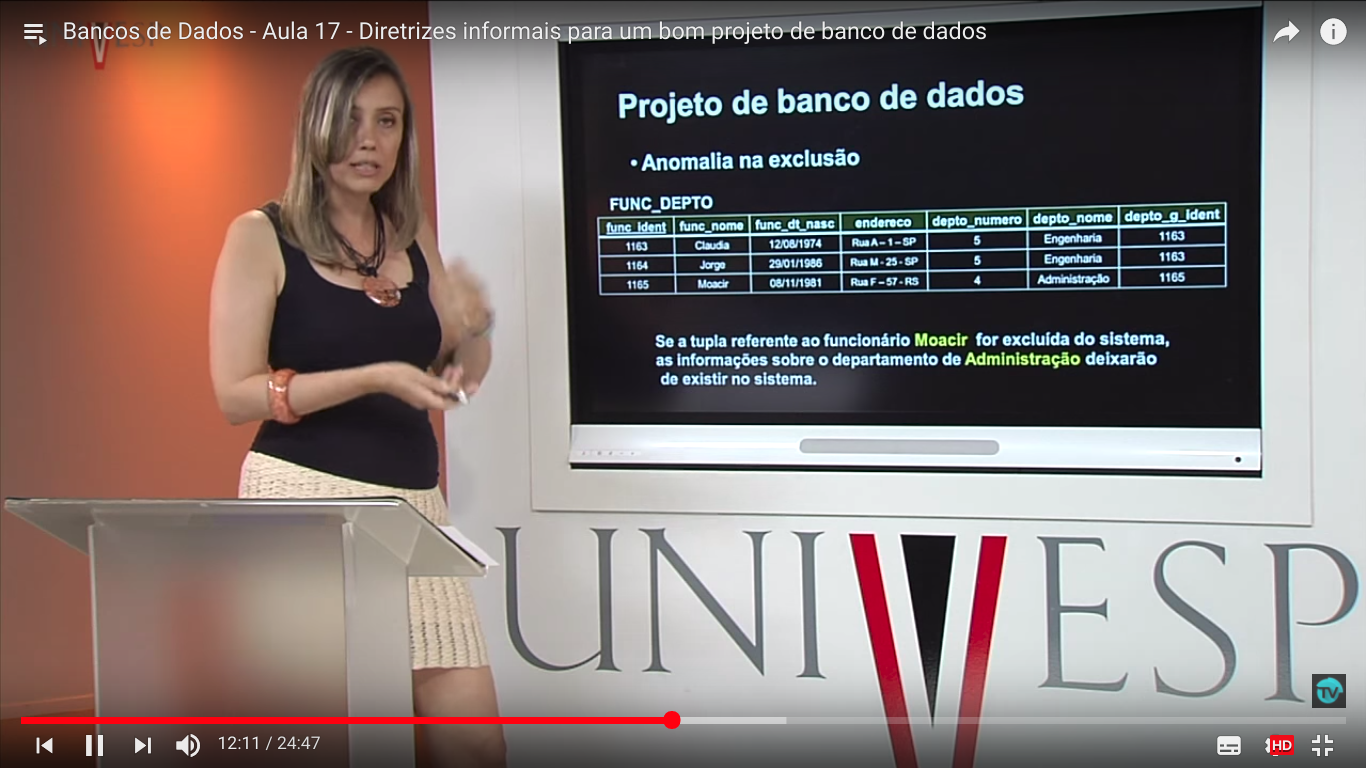 Bancos de Dados - Aula 17 - Diretrizes informais para um bom projeto de banco de dados
Projeto de banco de dados
• Anomalia na exclusão
FUNC_DEPTO
func_ident func_nome func_dt_nasc endereco depto_numero depto_nome depto_g_ident
1163 Claudia 12/08/1974 Rua A – 1 – SP 5 Engenharia 1163
1164 Jorge 29/01/1986 Rua M - 25 - SP 5 Engenharia 1163
1165 Moacir 08/11/1981 Rua F – 57 - RS 4 Administração 1165
Se a tupla referente ao funcionário Moacir for excluída do sistema,
as informações sobre o departamento de Administração deixarão
de existir no sistema.
UNIVESP
TV
12:11 / 24:47
HD